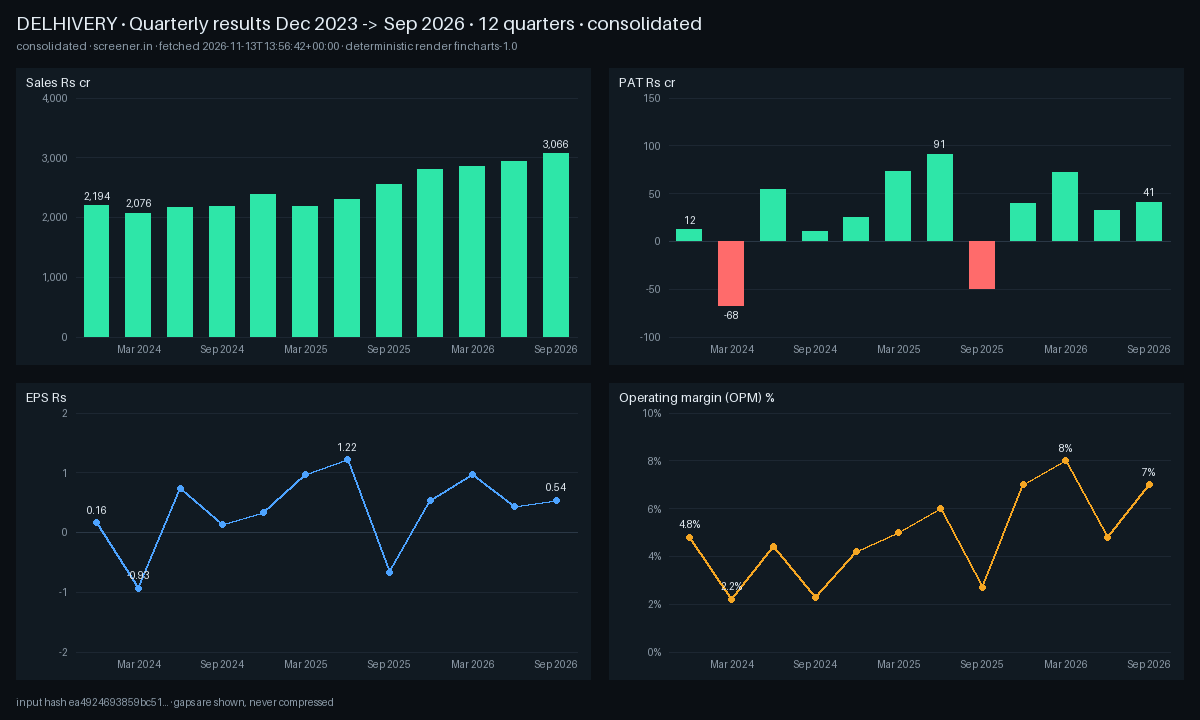 DELHIVERY · Quarterly results Dec 2023 -> Sep 2026 · 12 quarters · consolidated
consolidated · screener.in · fetched 2026-11-13T13:56:42+00:00 · deterministic render fincharts-1.0
Sales Rs cr
4,000
3,000
2,000
1,000
0
2,194
2,076
3,066
Mar 2024
Sep 2024
Mar 2025
Sep 2025
Mar 2026
Sep 2026
PAT Rs cr
150
100
50
0
-50
-100
12
-68
91
41
Mar 2024
Sep 2024
Mar 2025
Sep 2025
Mar 2026
Sep 2026
EPS Rs
2
1
0
-1
-2
0.16
-0.93
1.22
0.54
Mar 2024
Sep 2024
Mar 2025
Sep 2025
Mar 2026
Sep 2026
Operating margin (OPM) %
10%
8%
6%
4%
2%
0%
4.8%
2.2%
8%
7%
Mar 2024
Sep 2024
Mar 2025
Sep 2025
Mar 2026
Sep 2026
input hash ea4924693859bc51… · gaps are shown, never compressed